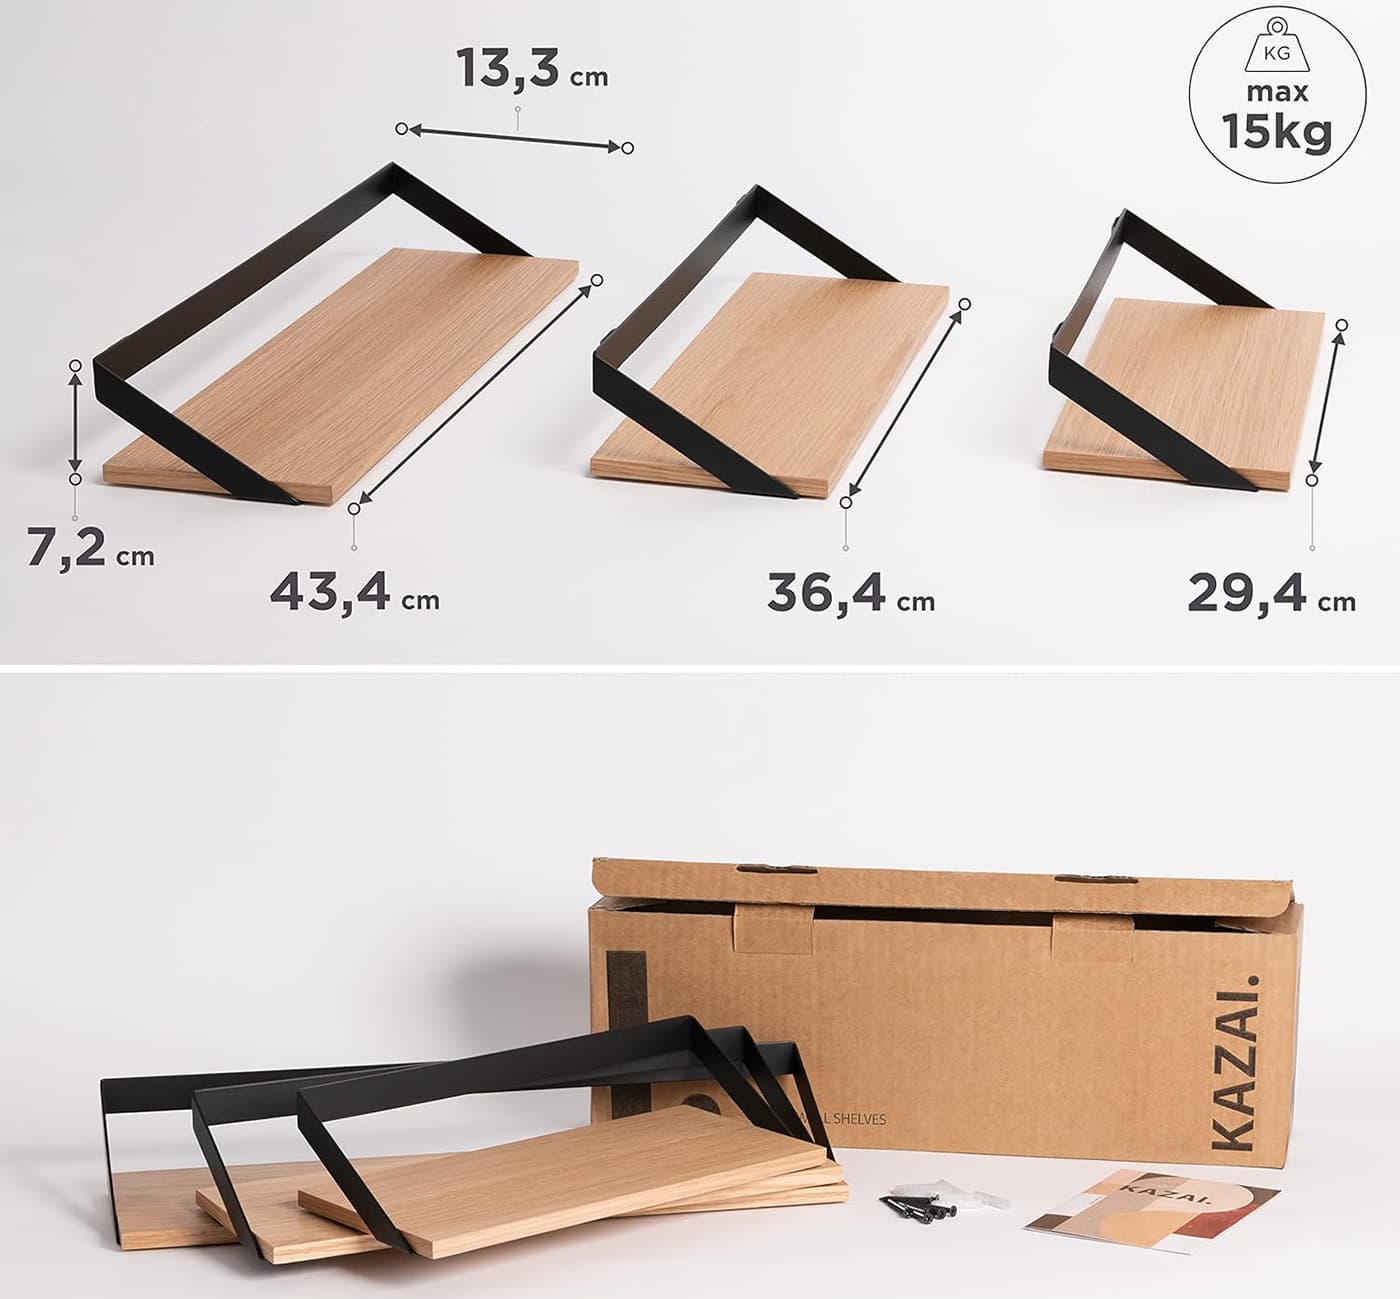 13,3 cm
KG
max
15kg
7,2 cm
43,4 cm
36,4 cm
29,4 cm
KAZAI.
SHELVES
KAZAI.